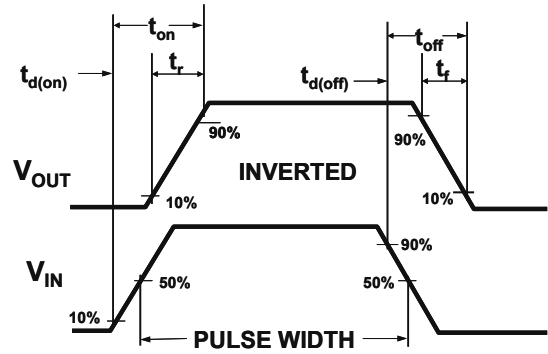 ton
toff
td(on)
tr
td(off)
tf
90%
90%
VOUT
INVERTED
10%
10%
90%
VIN
50%
50%
10%
PULSE WIDTH